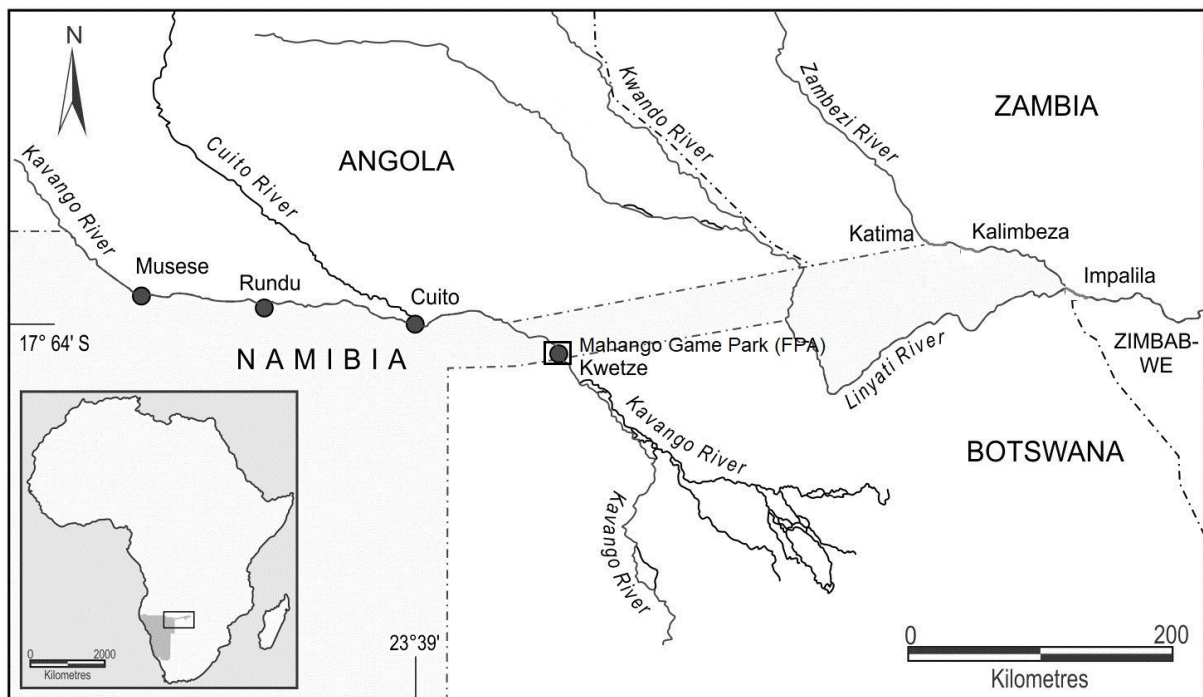 N
ZAMBIA
ANGOLA
Kwando River
Zambezi River
Cuito River
Kavango River
Katima
Kalimbeza
Musese
Rundu
Cuito
Impalila
17° 64' S
NAMIBIA
Mahango Game Park (FPA)
Kwetze
Linyati River
ZIMBAB-
WE
Kavango River
BOTSWANA
Kavango River
23°39'
0 200
Kilometres
0 2000
Kilometres